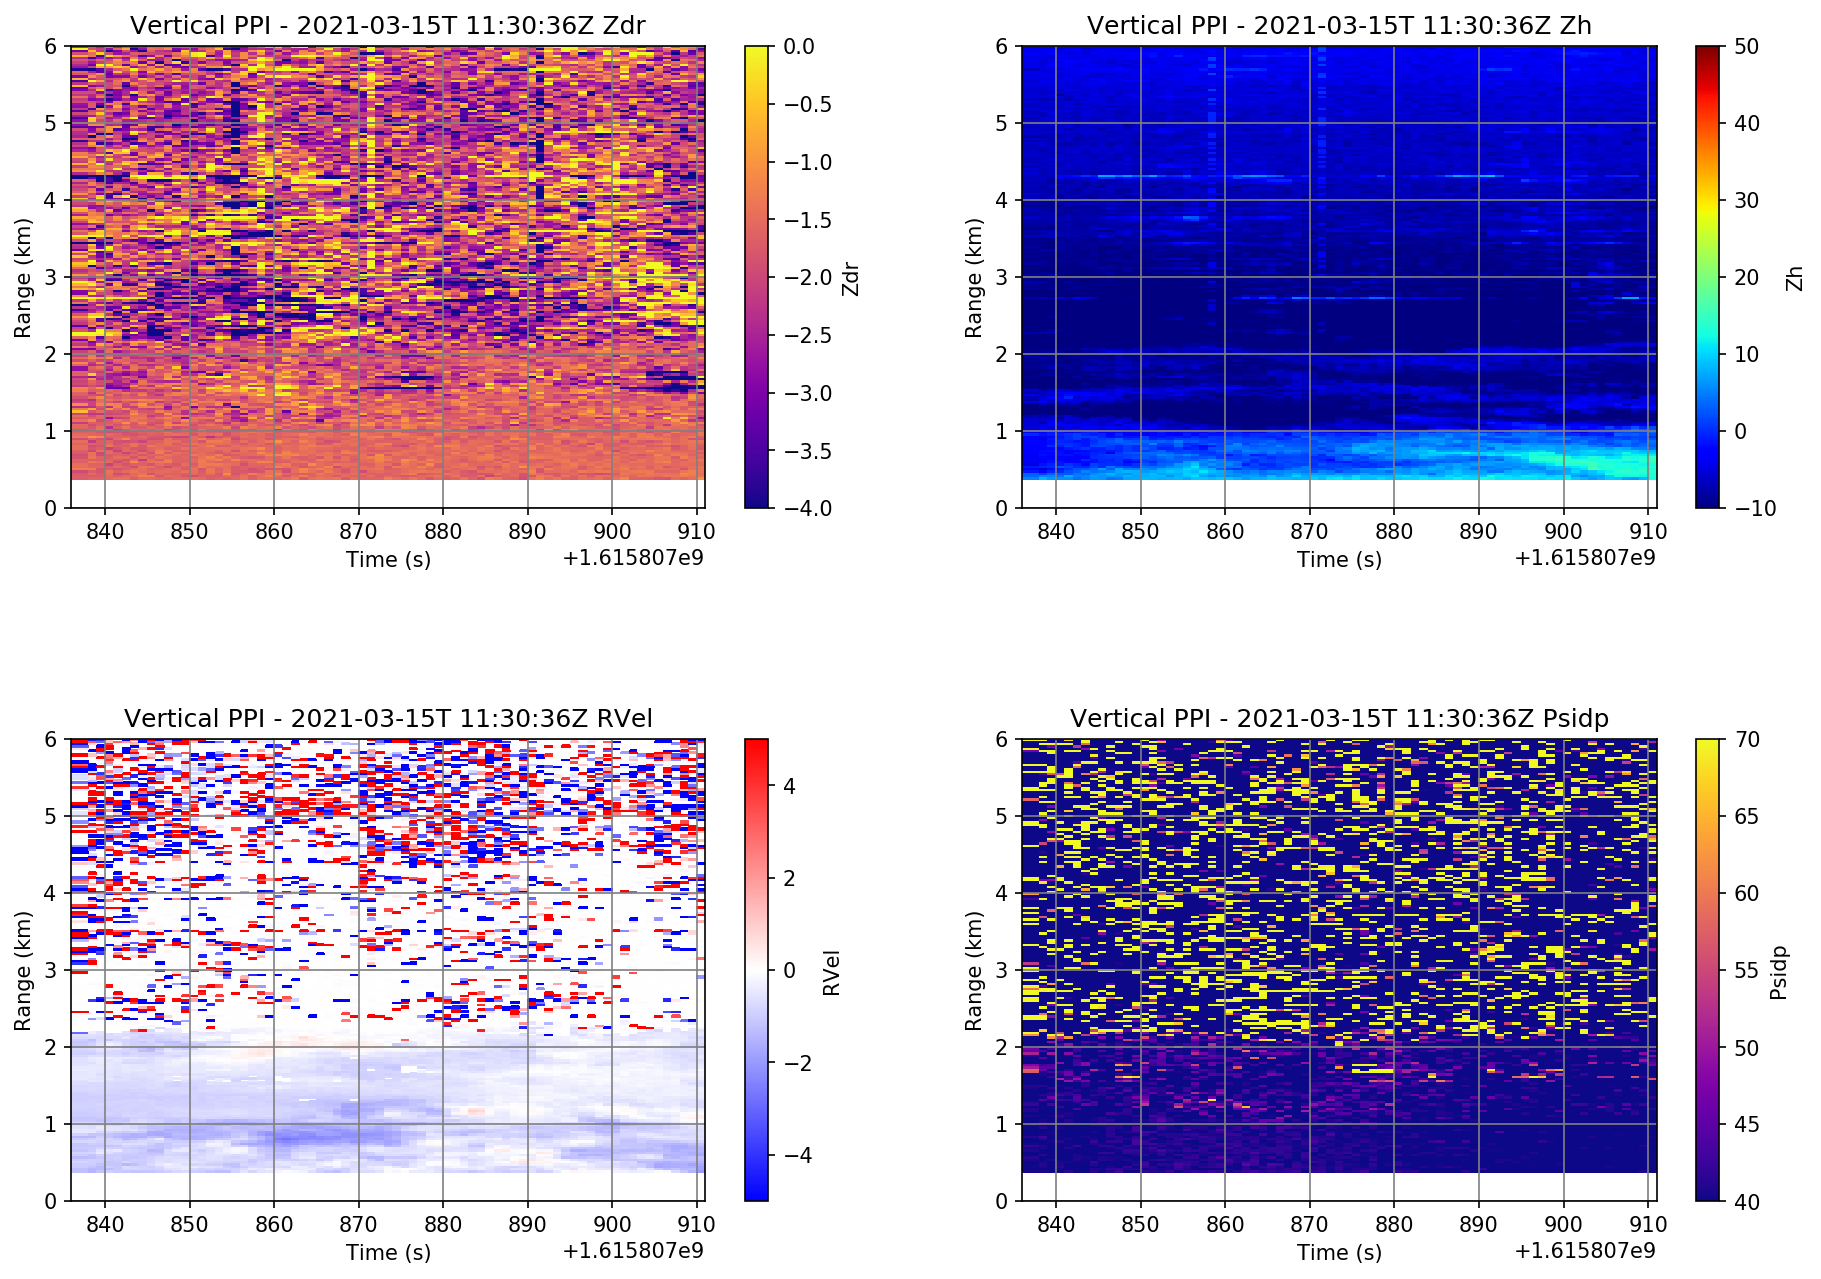 Vertical PPI - 2021-03-15T 11:30:36Z Zdr
6
5
4
3
2
1
0
Range (km)
840 850 860 870 880 890 900 910
Time (s)
+1.615807e9
0.0
−0.5
−1.0
−1.5
−2.0
−2.5
−3.0
−3.5
−4.0
Zdr
Vertical PPI - 2021-03-15T 11:30:36Z Zh
6
5
4
3
2
1
0
Range (km)
840 850 860 870 880 890 900 910
Time (s)
+1.615807e9
50
40
30
20
10
0
−10
Zh
Vertical PPI - 2021-03-15T 11:30:36Z RVel
6
5
4
3
2
1
0
Range (km)
840 850 860 870 880 890 900 910
Time (s)
+1.615807e9
4
2
0
−2
−4
RVel
Vertical PPI - 2021-03-15T 11:30:36Z Psidp
6
5
4
3
2
1
0
Range (km)
840 850 860 870 880 890 900 910
Time (s)
+1.615807e9
70
65
60
55
50
45
40
Psidp